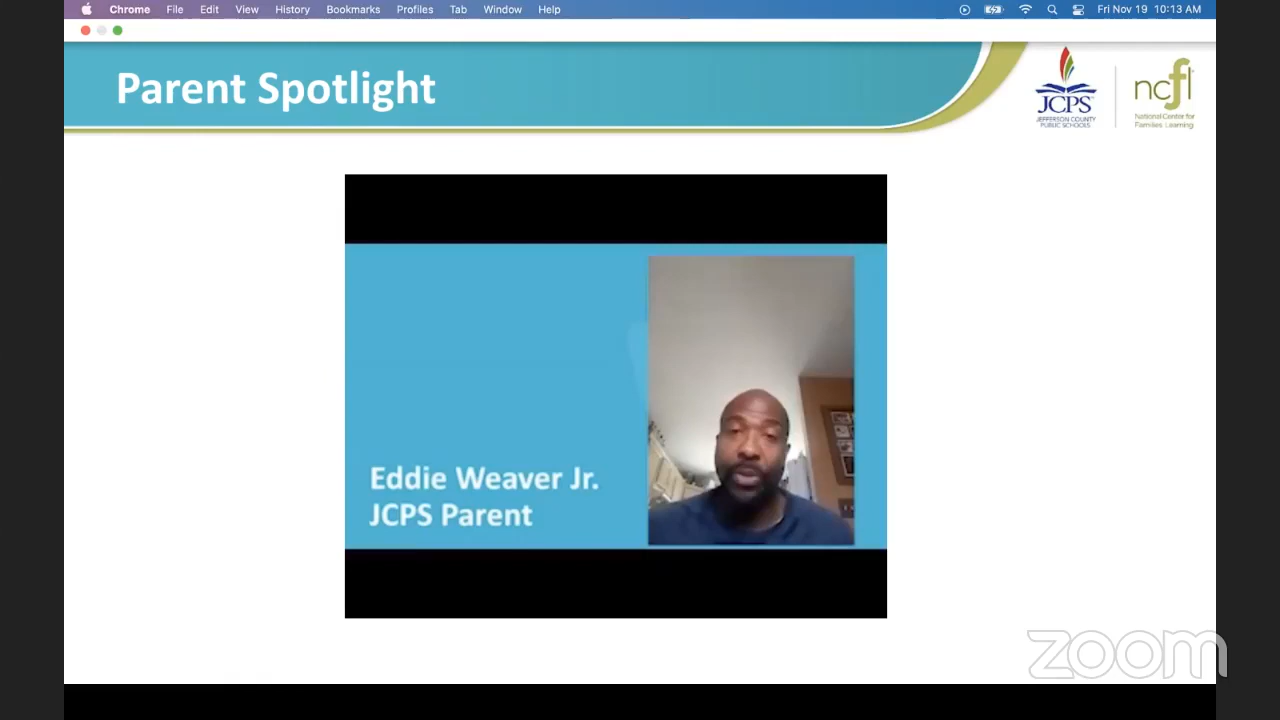 Chrome File Edit View History Bookmarks Profiles Tab Window Help Fri Nov 19 10:13 AM
Parent Spotlight
JCPS
JEFFERSON COUNTY
PUBLIC SCHOOLS
ncfl
National Center for
Families Learning
Eddie Weaver Jr.
JCPS Parent
zoom